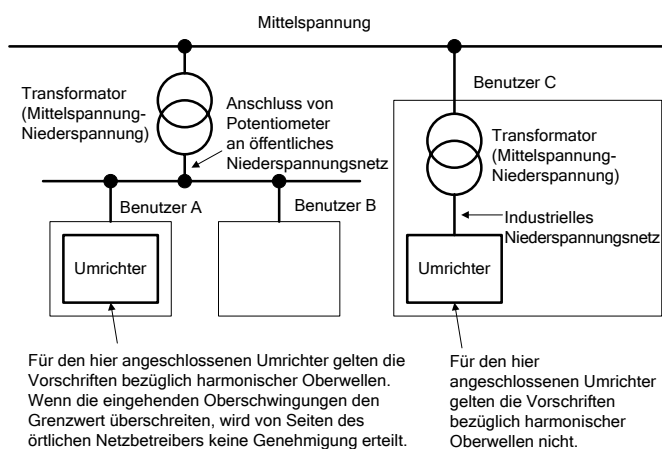 Mittelspannung
Transformator
(Mittelspannung-
Niederspannung)
Anschluss von
Potentiometer
an öffentliches
Niederspannungsnetz
Benutzer A
Benutzer B
Umrichter
Für den hier angeschlossenen Umrichter gelten die
Vorschriften bezüglich harmonischer Oberwellen.
Wenn die eingehenden Oberschwingungen den
Grenzwert überschreiten, wird von Seiten des
örtlichen Netzbetreibers keine Genehmigung erteilt.
Benutzer C
Transformator
(Mittelspannung-
Niederspannung)
Industrielles
Niederspannungsnetz
Umrichter
Für den hier
angeschlossenen Umrichter
gelten die Vorschriften
bezüglich harmonischer
Oberwellen nicht.